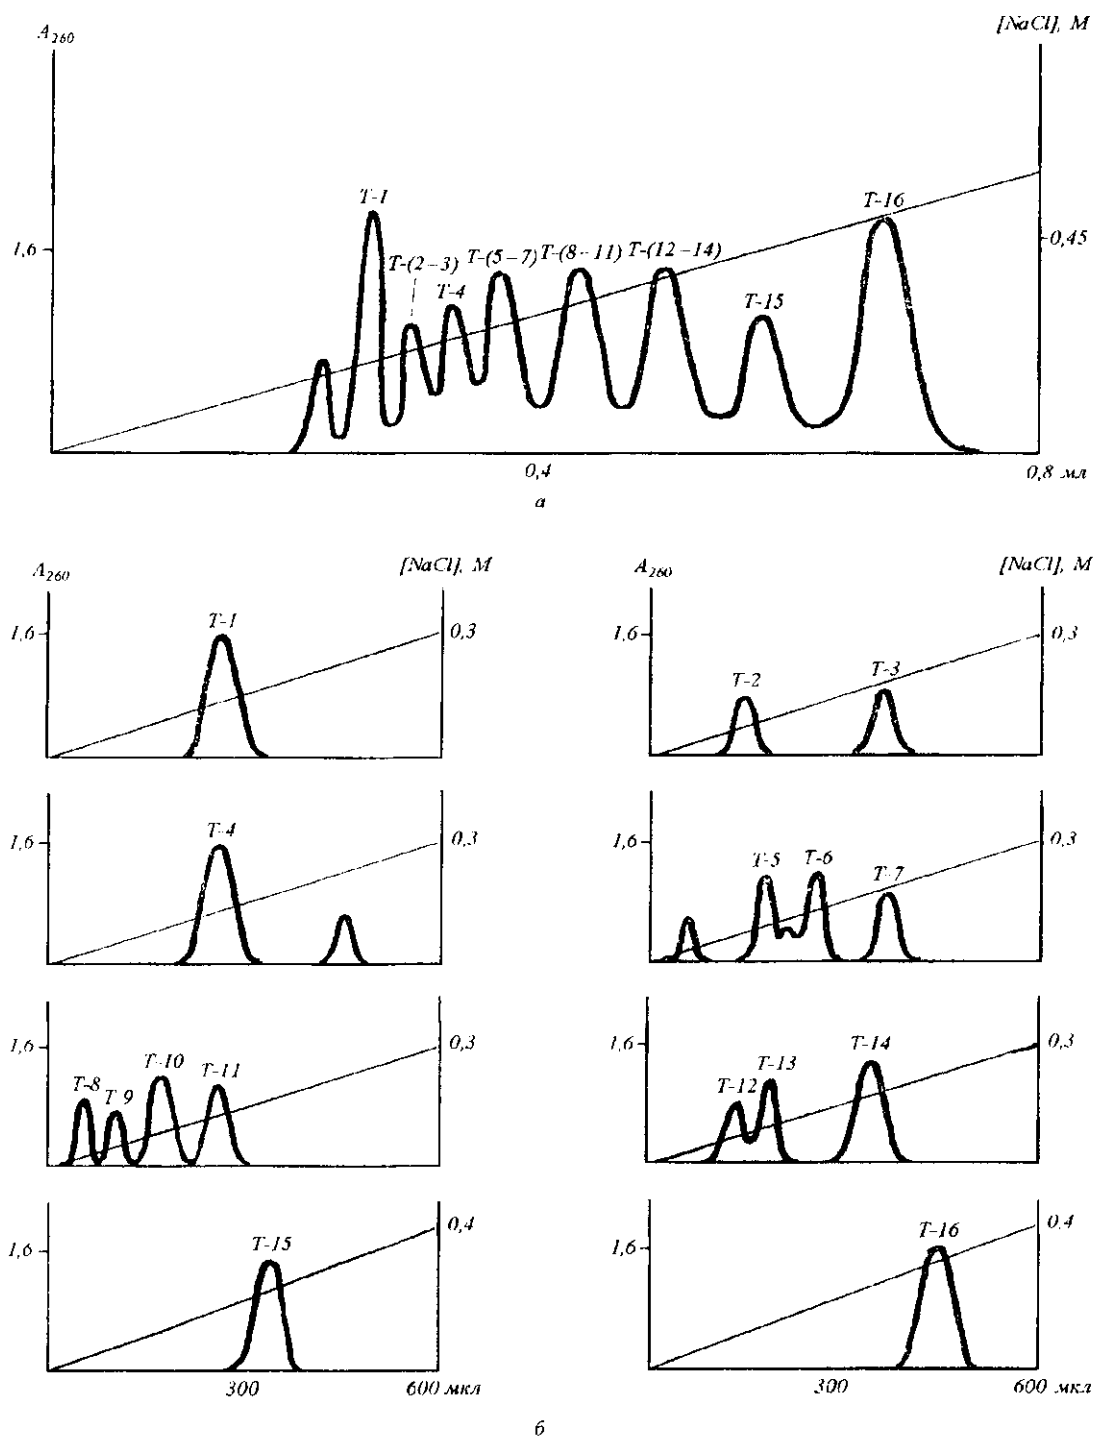 A260 [NaCl], М
T-1 T-16
1,6 T-(2-3) T-(5-7) T-(8-11) T-(12-14) 0,45
T-4 T-15
0,4 0,8 мл
а
A260 [NaCl], М A260 [NaCl], М
T-1
1,6 0,3 1,6 0,3
T-2 T-3
T-4
1,6 0,3 1,6 0,3
T-5 T-6 T-7
1,6 0,3 1,6 0,3
T-8 T-9 T-10 T-11 T-12 T-13 T-14
1,6 0,4 1,6 0,4
T-15 T-16
300 600 мкл 300 600 мкл
б